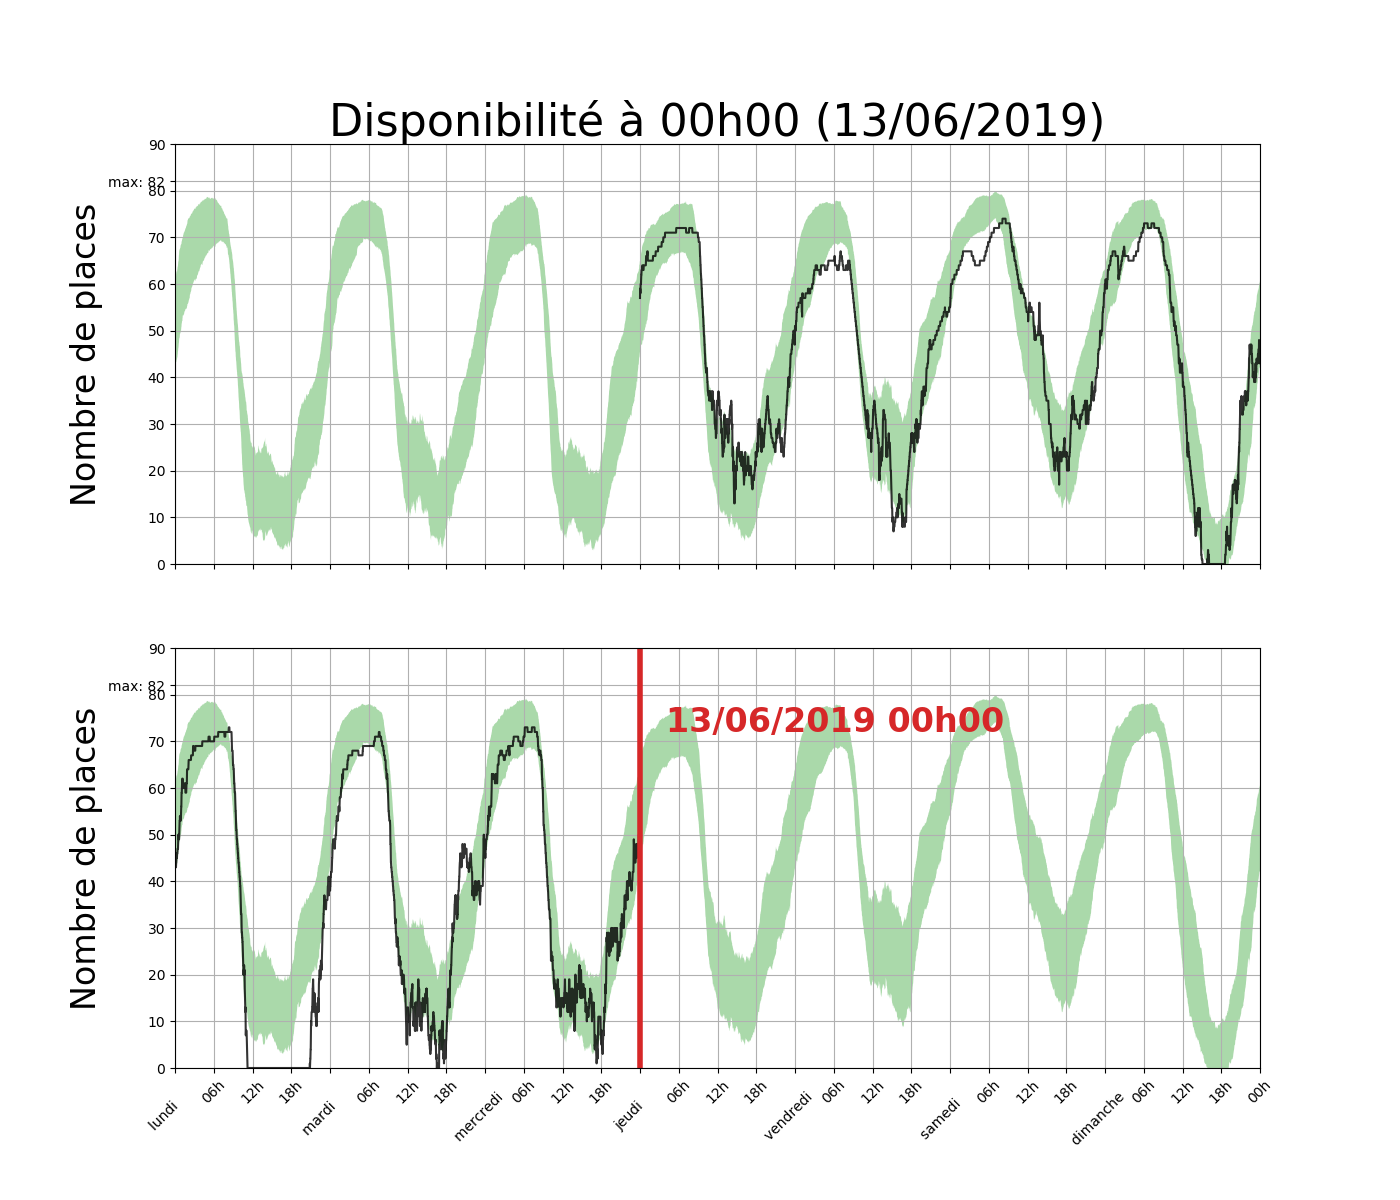 Disponibilité à 00h00 (13/06/2019)
Nombre de places
90
max: 82
80
70
60
50
40
30
20
10
0
Nombre de places
90
max: 82
80
70
60
50
40
30
20
10
0
13/06/2019 00h00
lundi 06h 12h 18h mardi 06h 12h 18h mercredi 06h 12h 18h jeudi 06h 12h 18h vendredi 06h 12h 18h samedi 06h 12h 18h dimanche 06h 12h 18h 00h